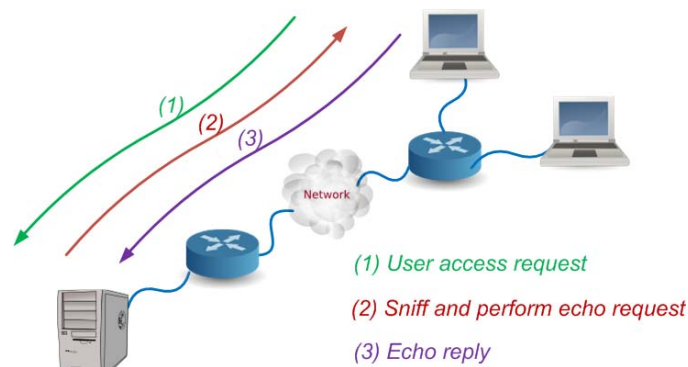 (1)
(2)
(3)
Network
(1) User access request
(2) Sniff and perform echo request
(3) Echo reply